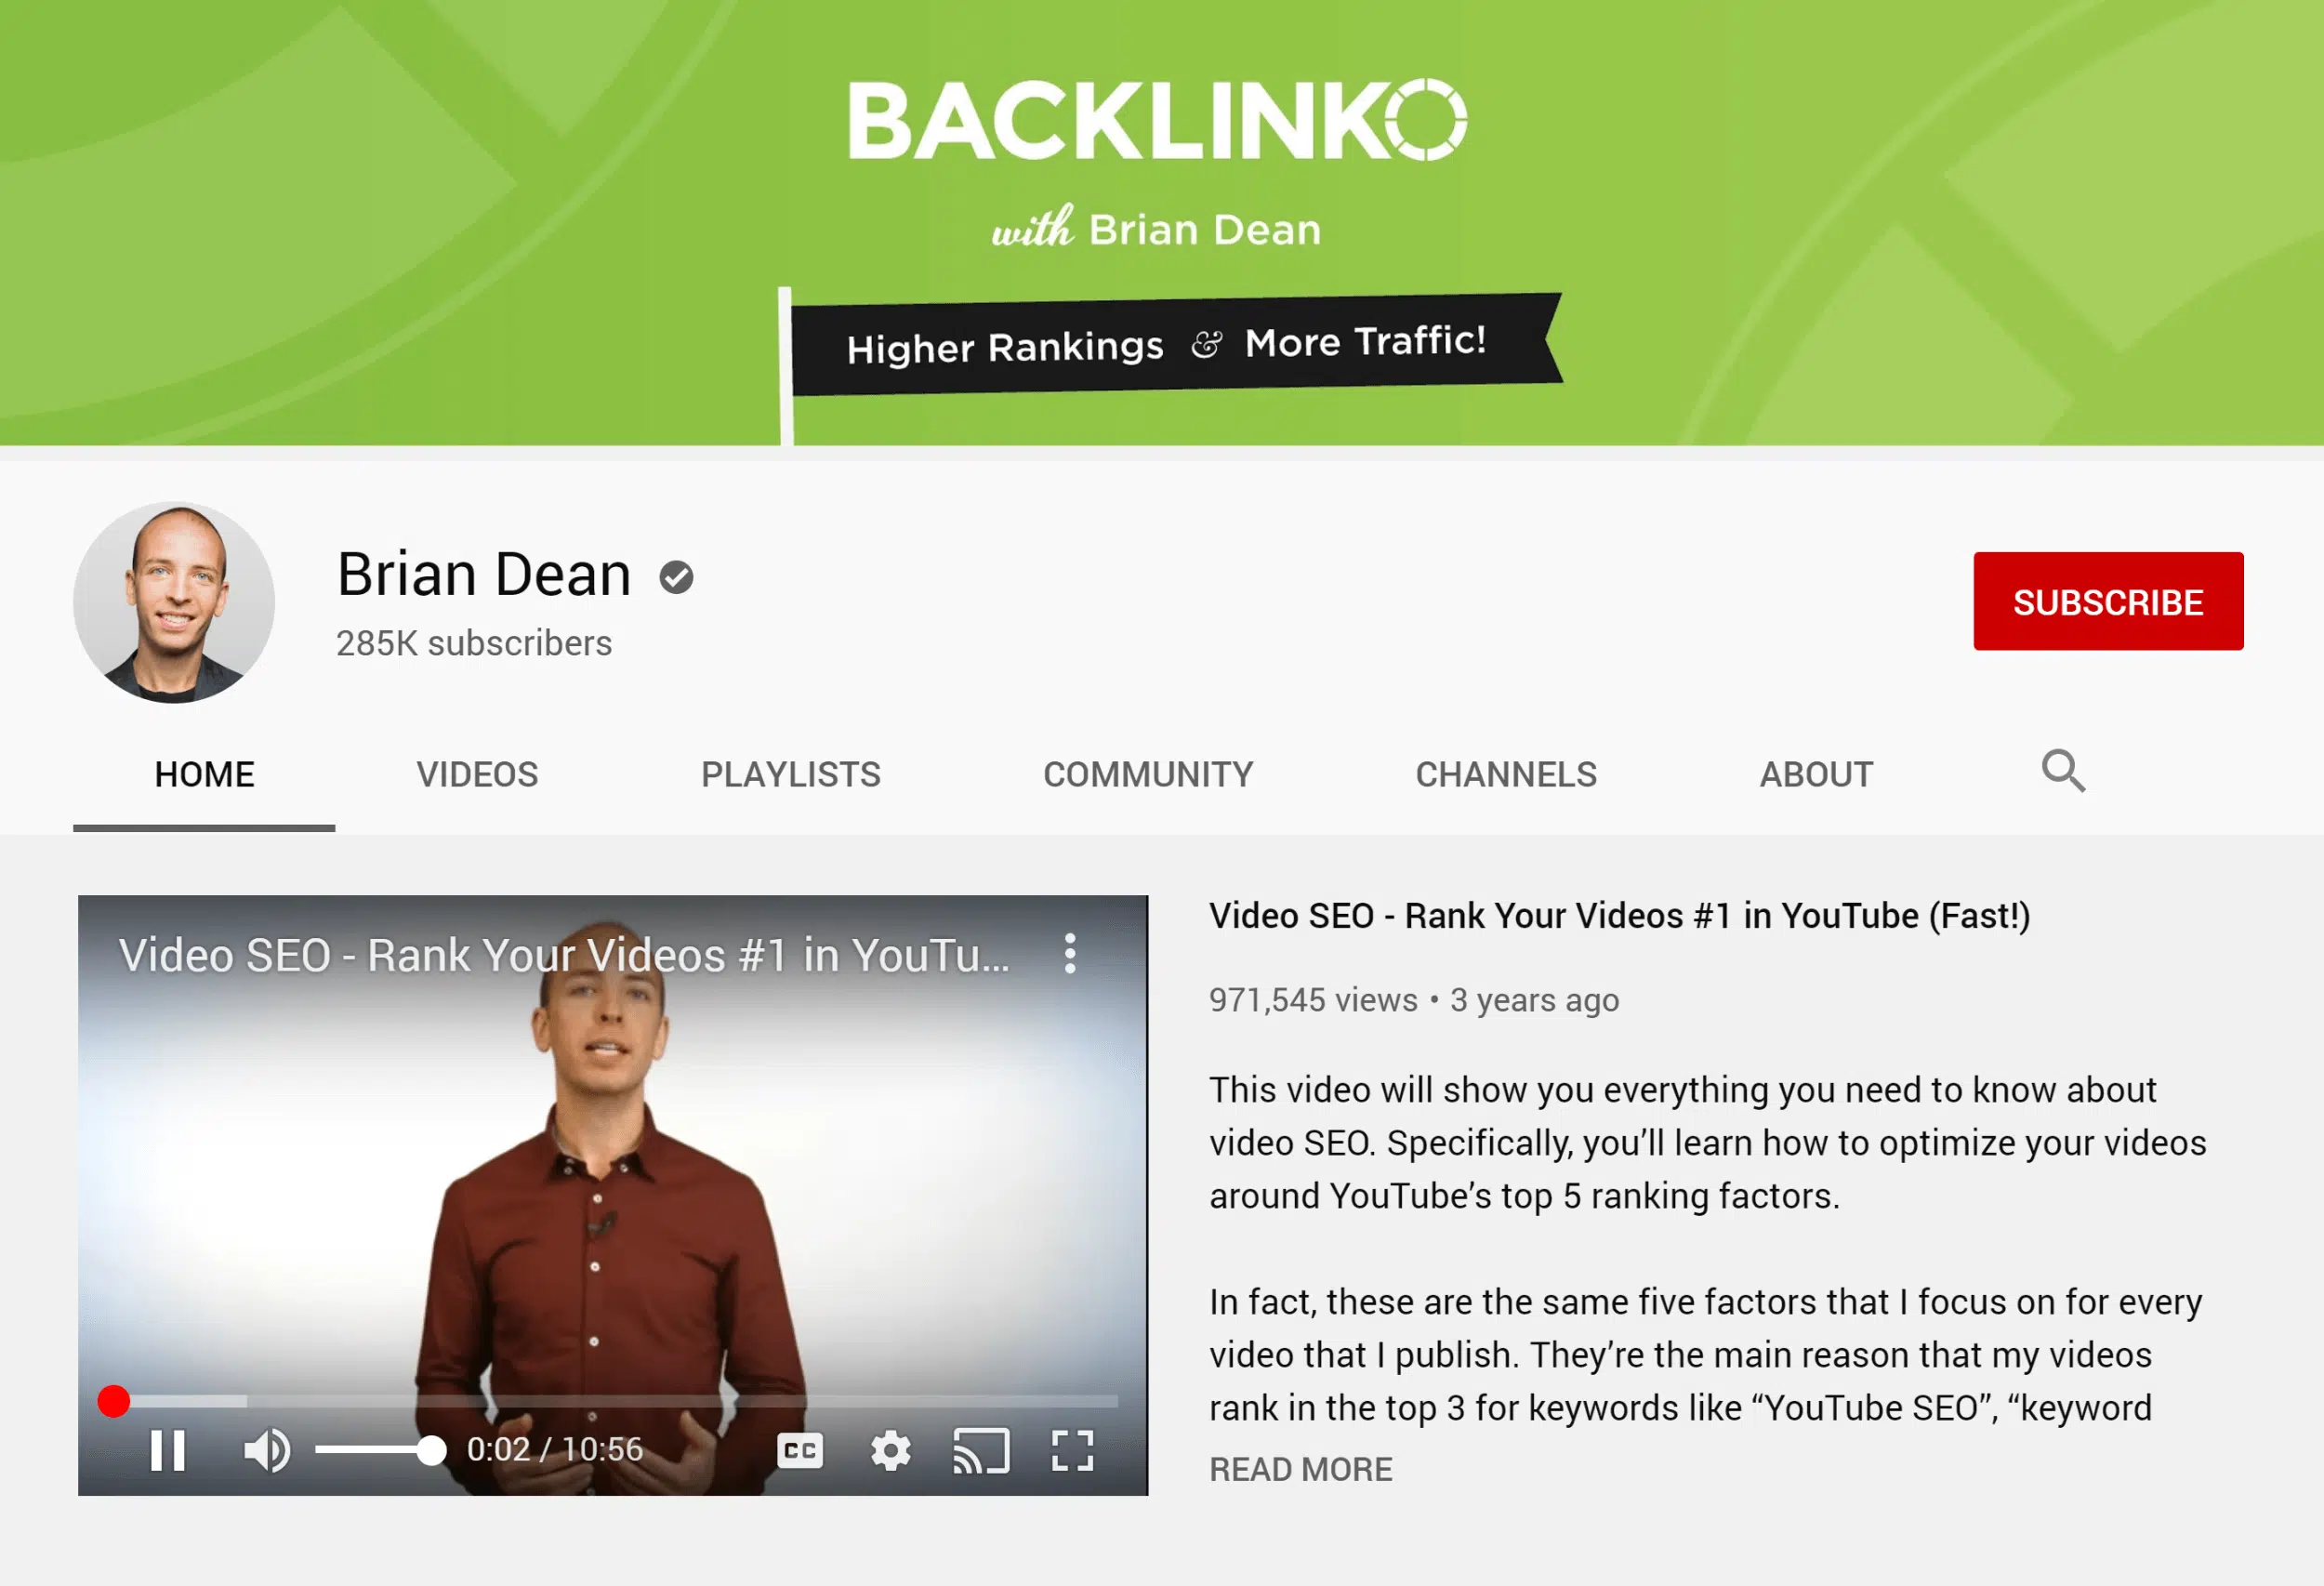 BACKLINKO
with Brian Dean
Higher Rankings & More Traffic!
Brian Dean
285K subscribers
SUBSCRIBE
HOME VIDEOS PLAYLISTS COMMUNITY CHANNELS ABOUT
Video SEO - Rank Your Videos #1 in YouTu...
0:02 / 10:56
CC
Video SEO - Rank Your Videos #1 in YouTube (Fast!)
971,545 views • 3 years ago
This video will show you everything you need to know about
video SEO. Specifically, you’ll learn how to optimize your videos
around YouTube’s top 5 ranking factors.
In fact, these are the same five factors that I focus on for every
video that I publish. They’re the main reason that my videos
rank in the top 3 for keywords like “YouTube SEO”, “keyword
READ MORE